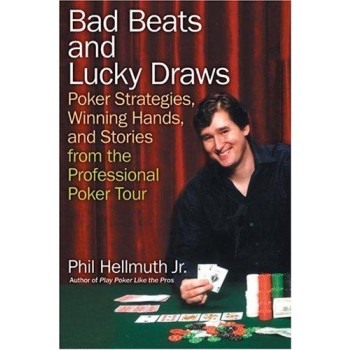 Bad Beats
and
Lucky Draws
Poker Strategies,
Winning Hands,
and Stories
from the
Professional
Poker Tour
Phil Hellmuth Jr.
Author of Play Poker Like the Pros